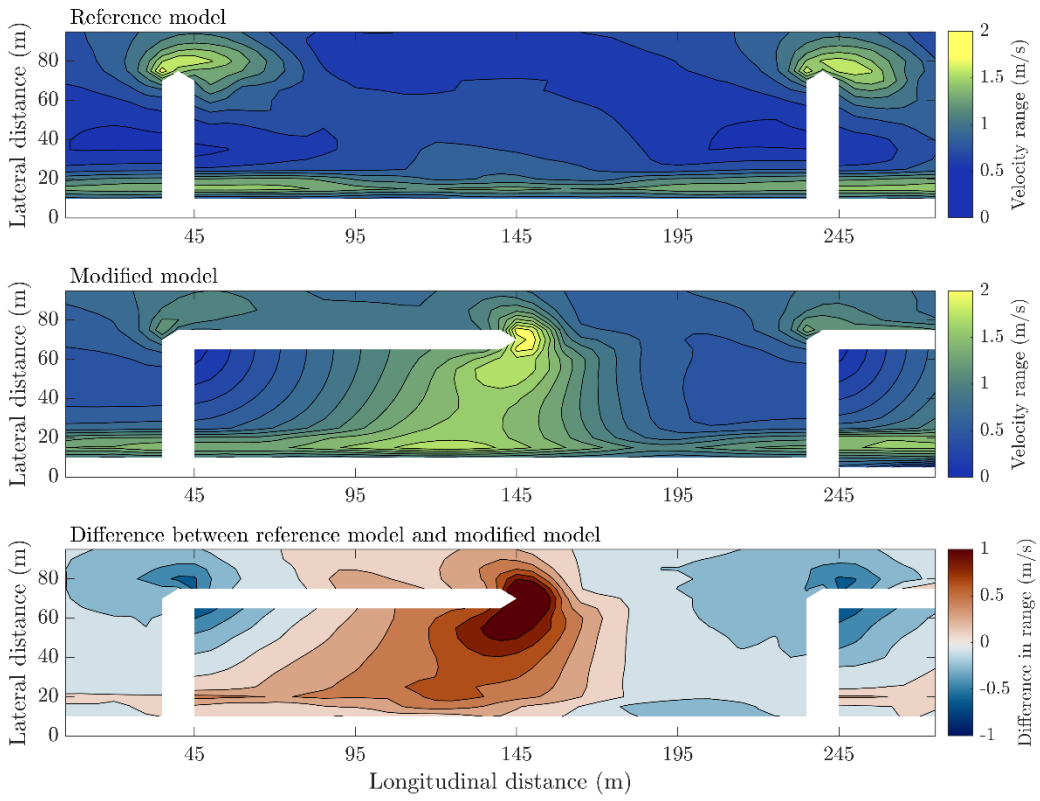 Reference model
Lateral distance (m)
80
60
40
20
0
45 95 145 195 245
2
1.5
1
0.5
0
Velocity range (m/s)
Modified model
Lateral distance (m)
80
60
40
20
0
45 95 145 195 245
2
1.5
1
0.5
0
Velocity range (m/s)
Difference between reference model and modified model
Lateral distance (m)
80
60
40
20
0
45 95 145 195 245
Longitudinal distance (m)
1
0.5
0
-0.5
-1
Difference in range (m/s)